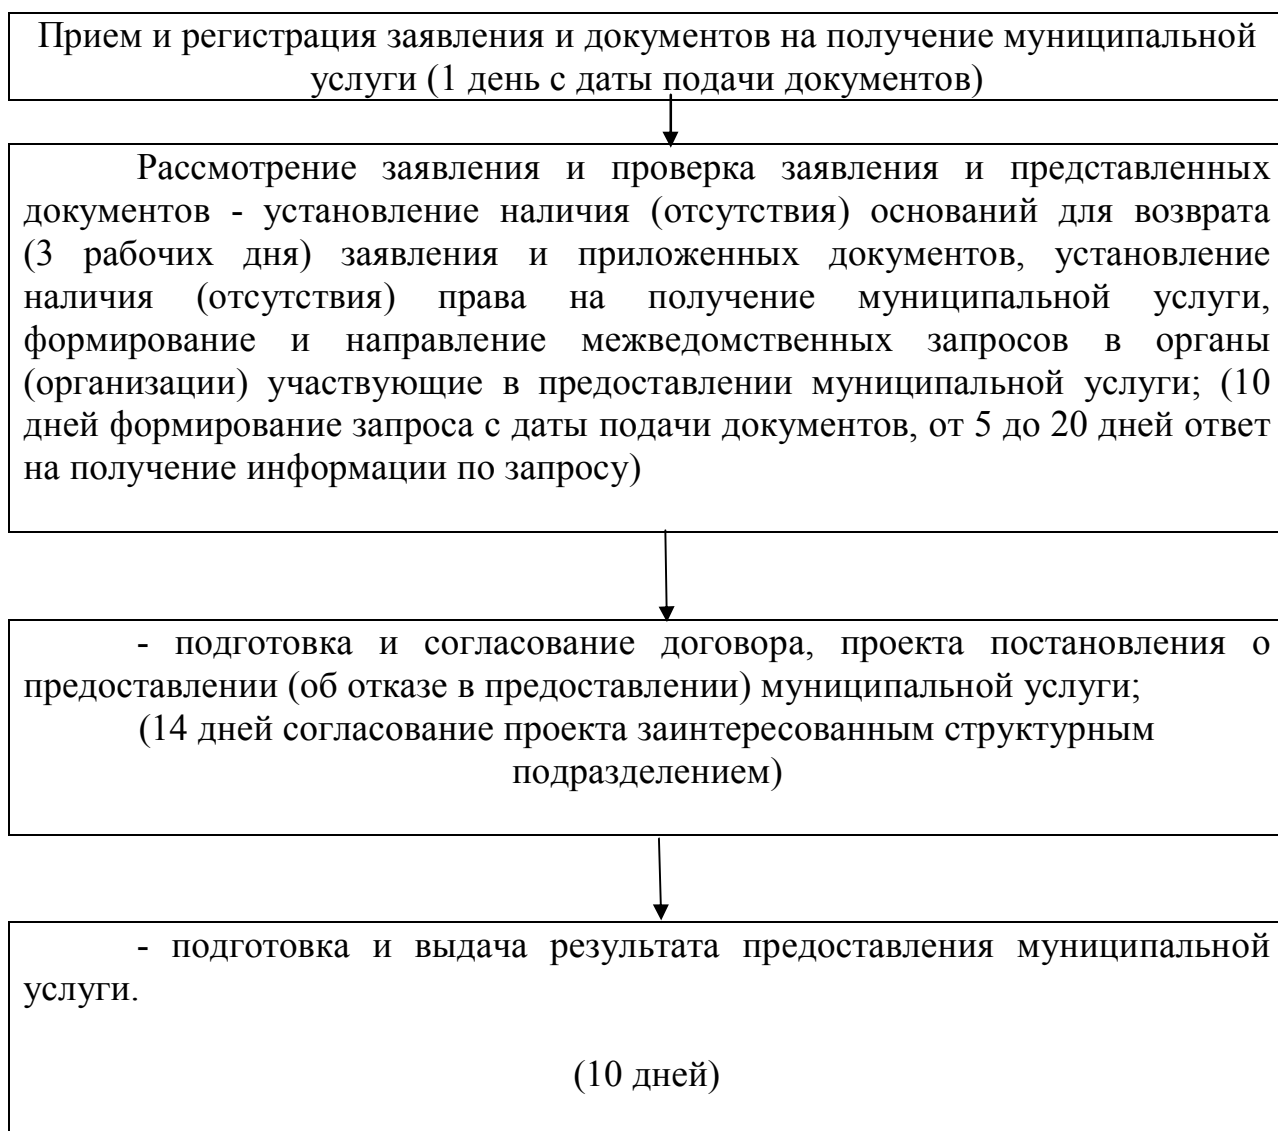 Прием и регистрация заявления и документов на получение муниципальной
услуги (1 день с даты подачи документов)
Рассмотрение заявления и проверка заявления и представленных
документов - установление наличия (отсутствия) оснований для возврата
(3 рабочих дня) заявления и приложенных документов, установление
наличия (отсутствия) права на получение муниципальной услуги,
формирование и направление межведомственных запросов в органы
(организации) участвующие в предоставлении муниципальной услуги; (10
дней формирование запроса с даты подачи документов, от 5 до 20 дней ответ
на получение информации по запросу)
- подготовка и согласование договора, проекта постановления о
предоставлении (об отказе в предоставлении) муниципальной услуги;
(14 дней согласование проекта заинтересованным структурным
подразделением)
- подготовка и выдача результата предоставления муниципальной
услуги.
(10 дней)